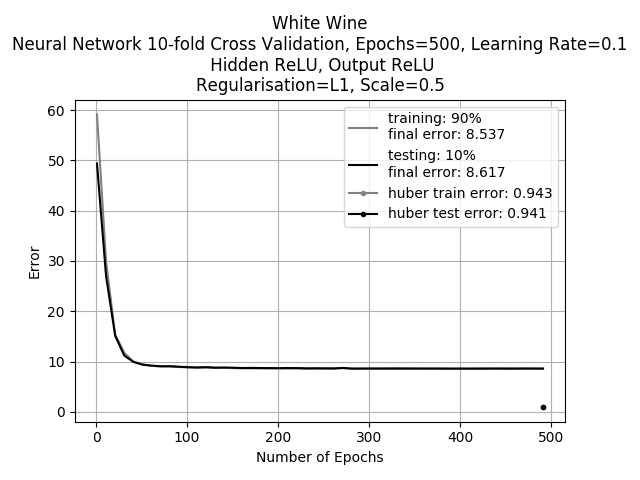 White Wine
Neural Network 10-fold Cross Validation, Epochs=500, Learning Rate=0.1
Hidden ReLU, Output ReLU
Regularisation=L1, Scale=0.5
training: 90%
final error: 8.537
testing: 10%
final error: 8.617
huber train error: 0.943
huber test error: 0.941
Error
60
50
40
30
20
10
0
0 100 200 300 400 500
Number of Epochs